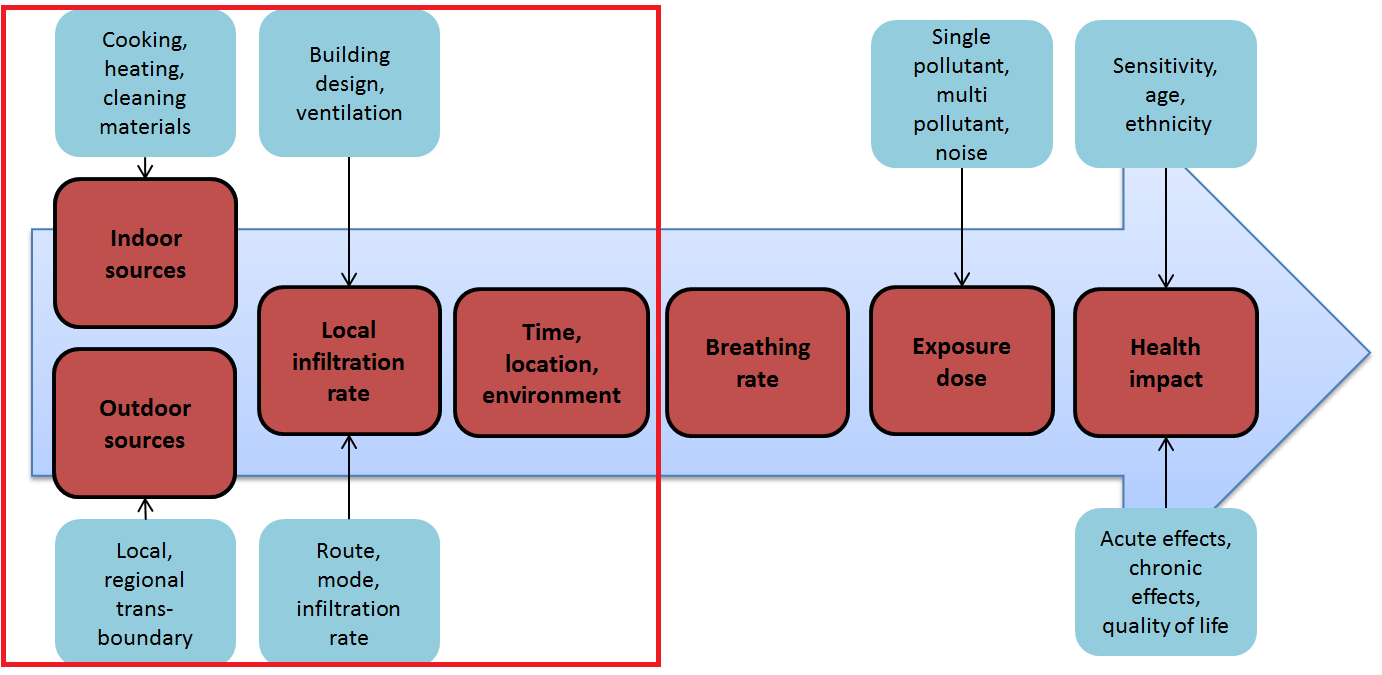 Cooking,
heating,
cleaning
materials
Building
design,
ventilation
Single
pollutant,
multi
pollutant,
noise
Sensitivity,
age,
ethnicity
Indoor
sources
Outdoor
sources
Local
infiltration
rate
Time,
location,
environment
Breathing
rate
Exposure
dose
Health
impact
Local,
regional
trans-
boundary
Route,
mode,
infiltration
rate
Acute effects,
chronic
effects,
quality of life